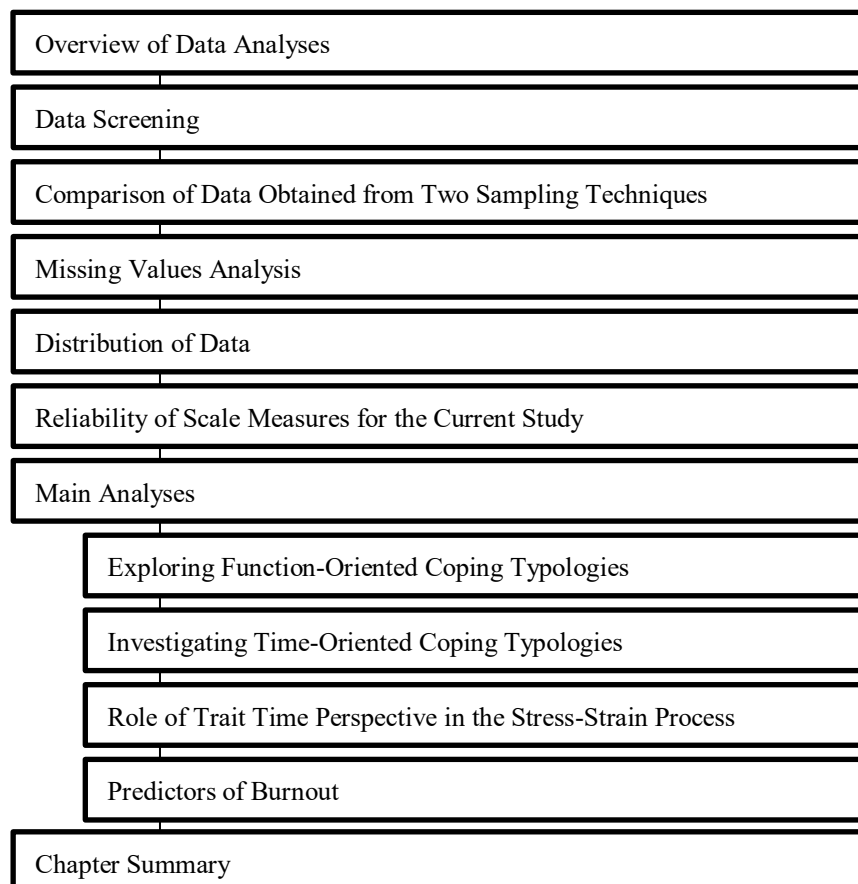 Overview of Data Analyses
Data Screening
Comparison of Data Obtained from Two Sampling Techniques
Missing Values Analysis
Distribution of Data
Reliability of Scale Measures for the Current Study
Main Analyses
Exploring Function-Oriented Coping Typologies
Investigating Time-Oriented Coping Typologies
Role of Trait Time Perspective in the Stress-Strain Process
Predictors of Burnout
Chapter Summary